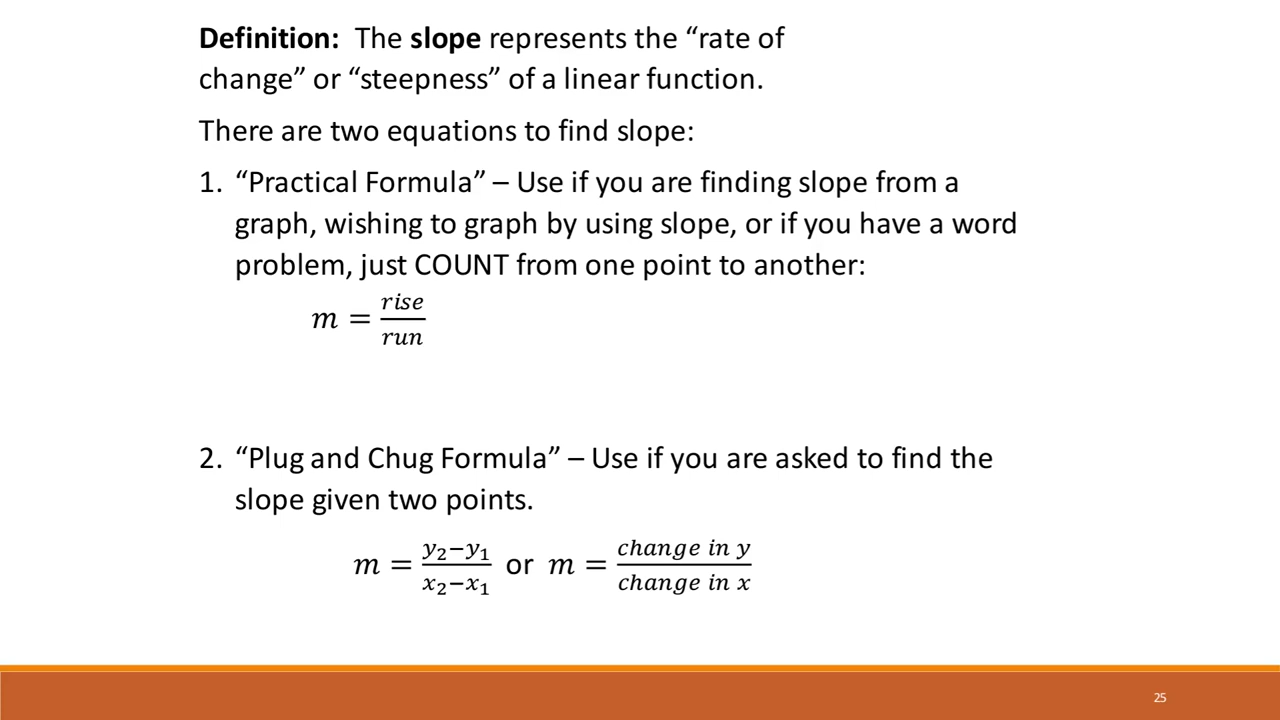 Definition:  The slope represents the “rate of
change” or “steepness” of a linear function.
There are two equations to find slope:
1. “Practical Formula” – Use if you are finding slope from a
graph, wishing to graph by using slope, or if you have a word
problem, just COUNT from one point to another:
m = rise/run
2. “Plug and Chug Formula” – Use if you are asked to find the
slope given two points.
m = y₂−y₁/x₂−x₁ or m = change in y/change in x
25